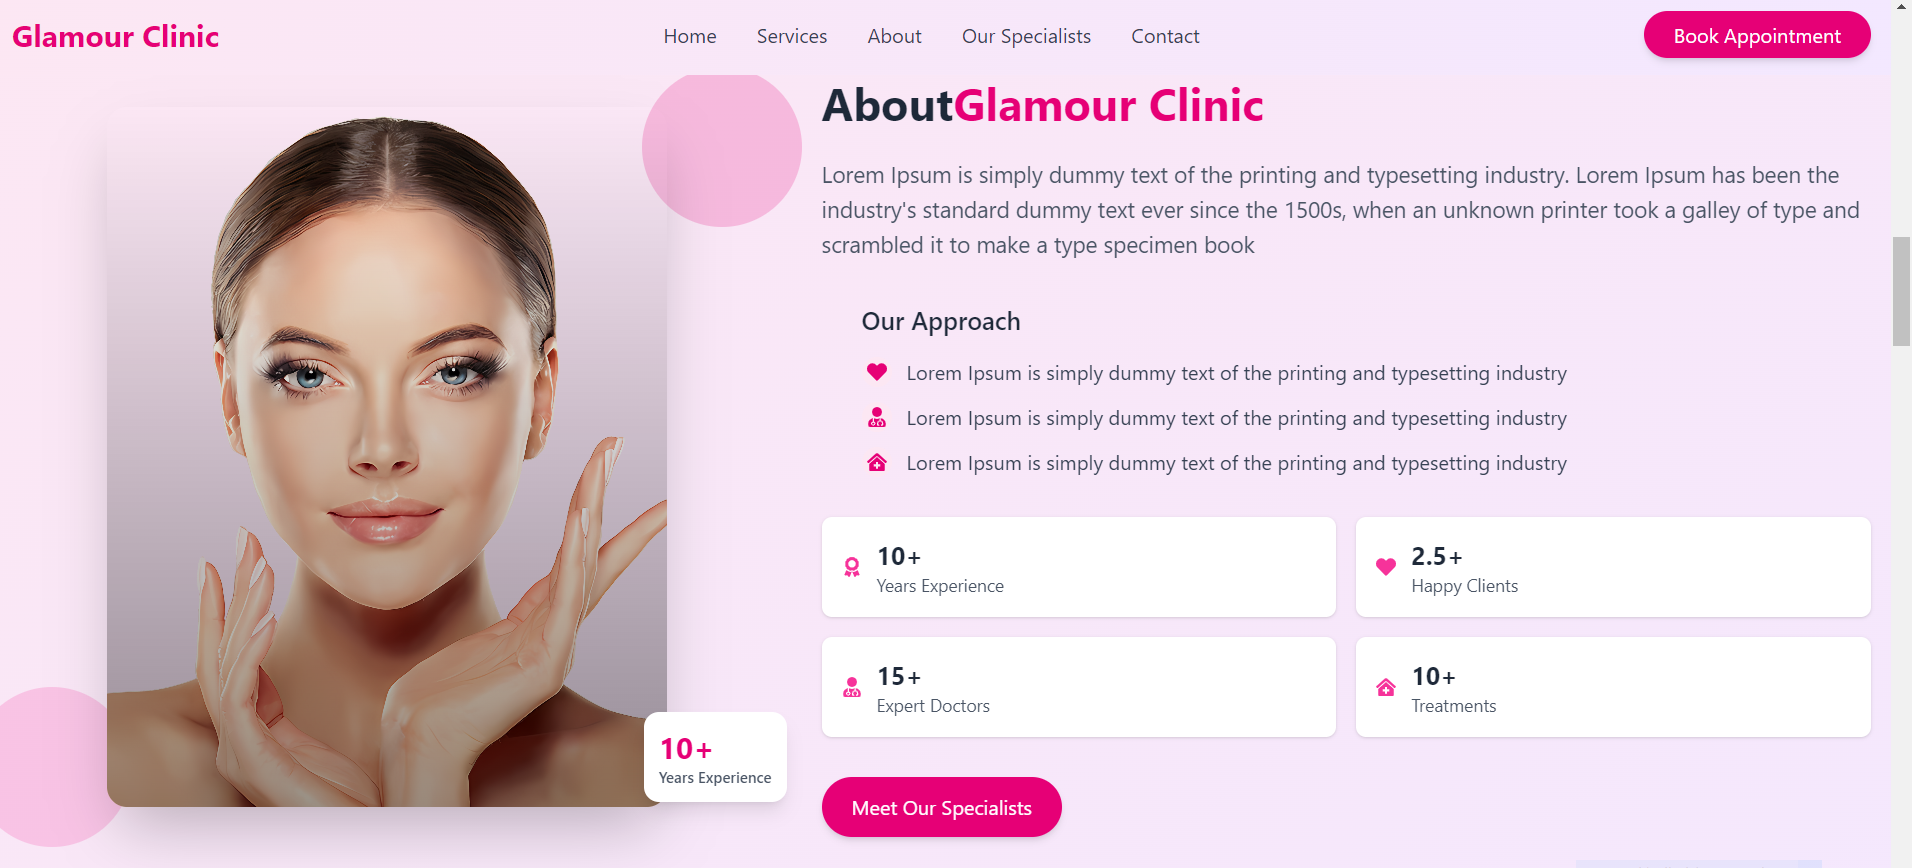 Glamour Clinic
Home Services About Our Specialists Contact
Book Appointment
AboutGlamour Clinic
Lorem Ipsum is simply dummy text of the printing and typesetting industry. Lorem Ipsum has been the
industry's standard dummy text ever since the 1500s, when an unknown printer took a galley of type and
scrambled it to make a type specimen book
Our Approach
Lorem Ipsum is simply dummy text of the printing and typesetting industry
Lorem Ipsum is simply dummy text of the printing and typesetting industry
Lorem Ipsum is simply dummy text of the printing and typesetting industry
10+
Years Experience
2.5+
Happy Clients
15+
Expert Doctors
10+
Treatments
10+
Years Experience
Meet Our Specialists